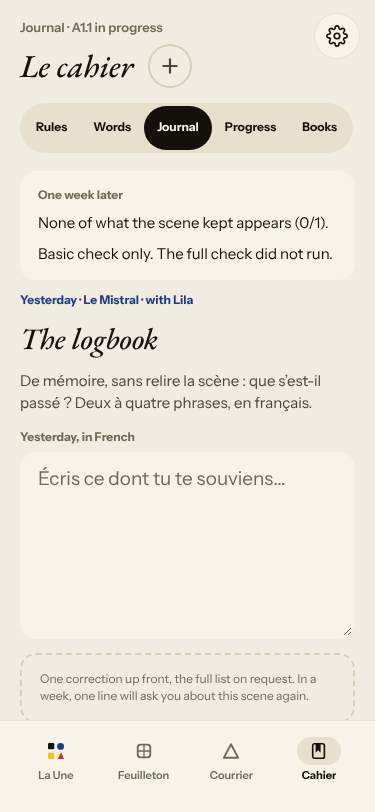 Journal · A1.1 in progress
Le cahier
Rules Words Journal Progress Books
One week later
None of what the scene kept appears (0/1).
Basic check only. The full check did not run.
Yesterday · Le Mistral · with Lila
The logbook
De mémoire, sans relire la scène : que s'est-il
passé ? Deux à quatre phrases, en français.
Yesterday, in French
Écris ce dont tu te souviens...
One correction up front, the full list on request. In a
week, one line will ask you about this scene again.
La Une Feuilleton Courrier Cahier